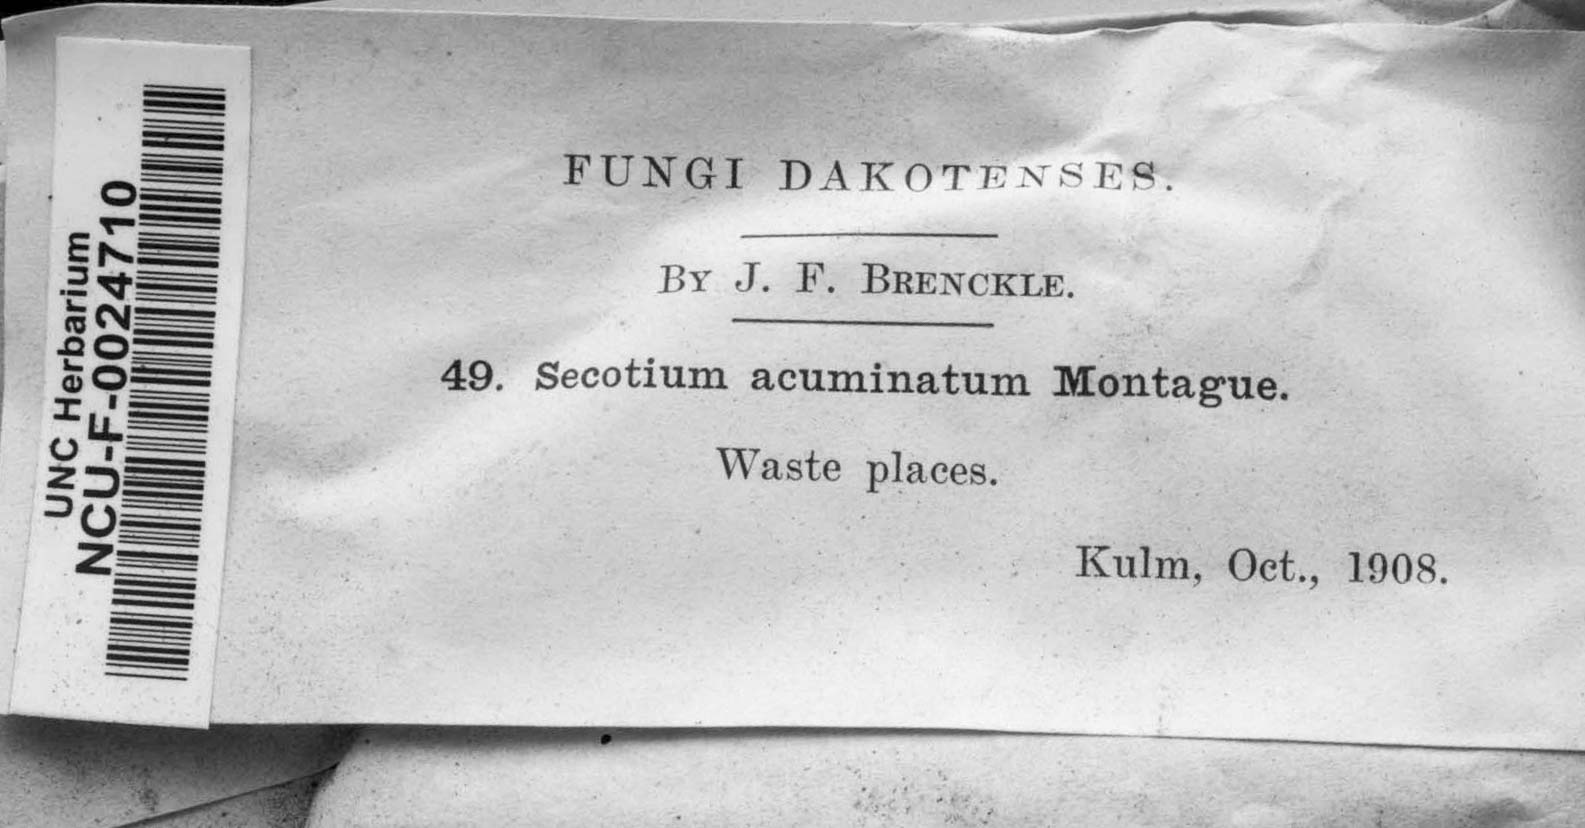 UNC Herbarium
NCU-F-0024710
FUNGI DAKOTENSES.
BY J. F. BRENCKLE.
49. Secotium acuminatum Montague.
Waste places.
Kulm, Oct., 1908.